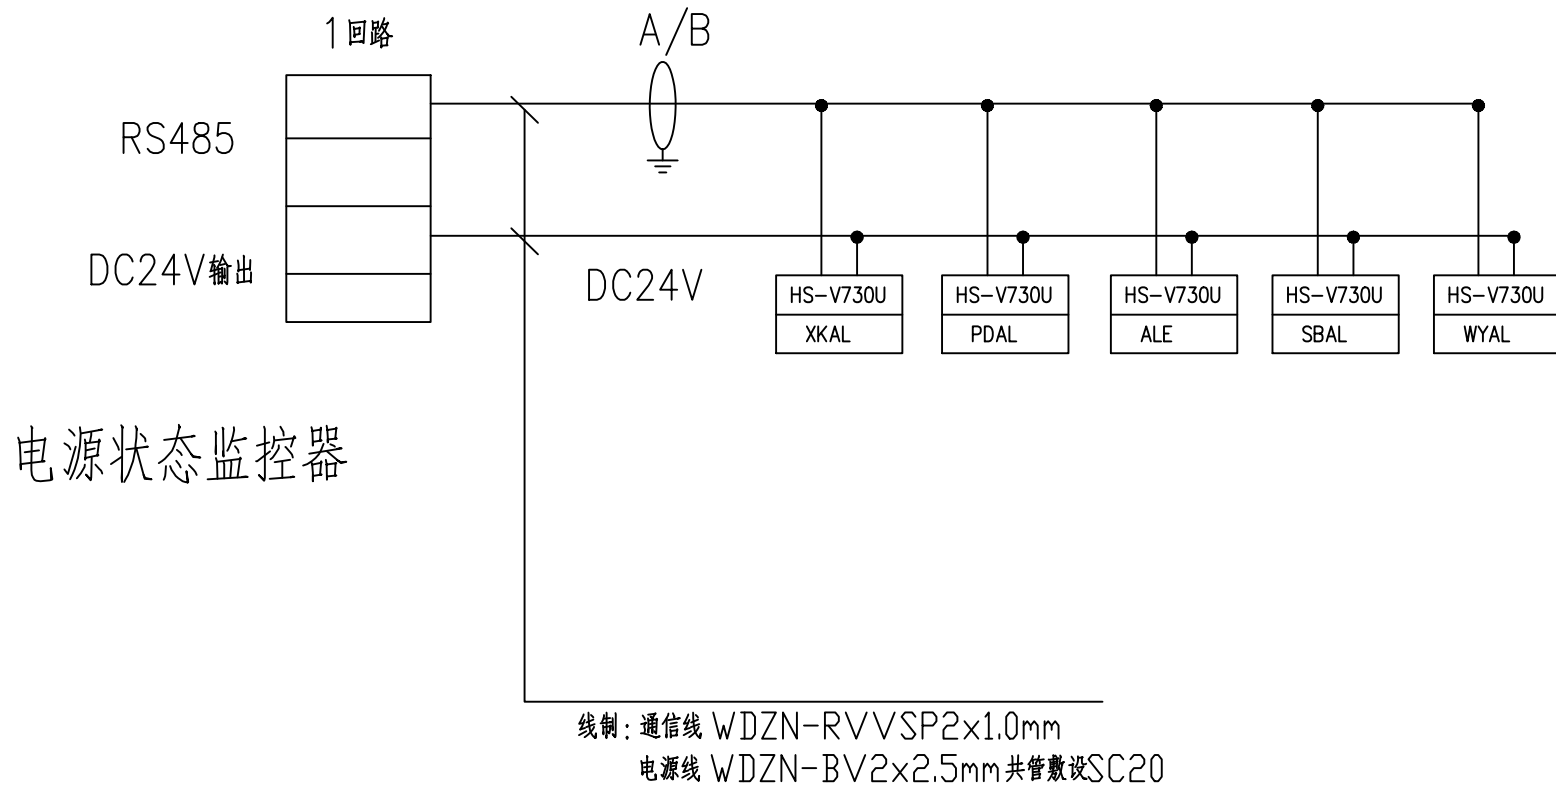 1回路
A/B
RS485
DC24V输出
DC24V
HS-V730U
XKAL
HS-V730U
PDAL
HS-V730U
ALE
HS-V730U
SBAL
HS-V730U
WYAL
电源状态监控器
线制：通信线 WDZN-RVVSP2x1.0mm
电源线 WDZN-BV2x2.5mm共管敷设SC20